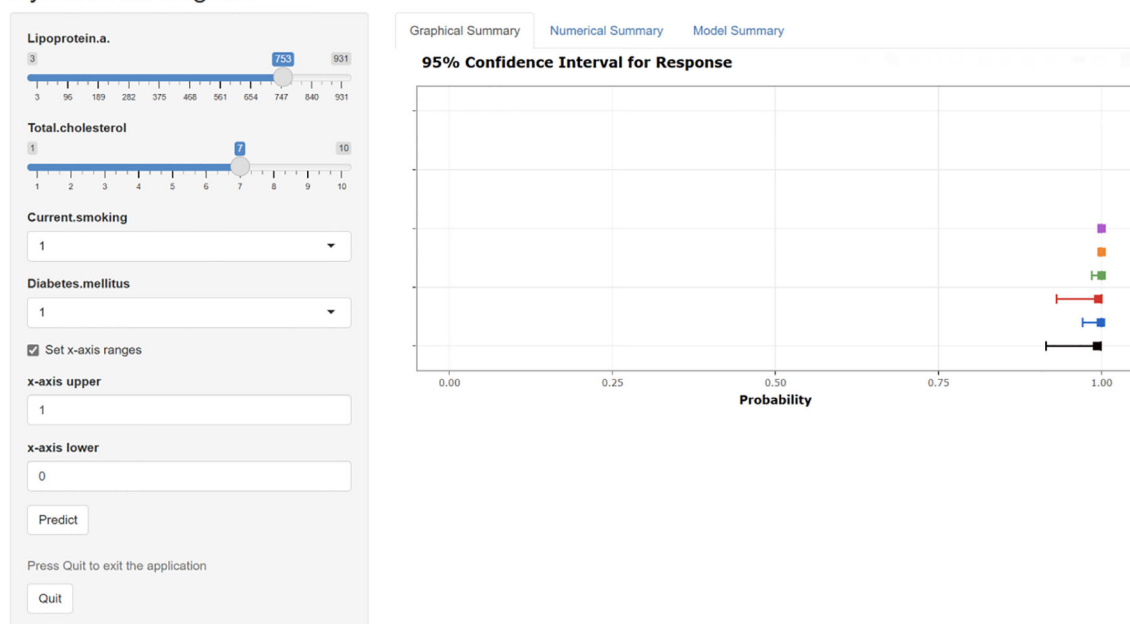 Lipoprotein.a.
3 753 931
3 96 189 282 375 468 561 654 747 840 931
Total.cholesterol
1 7 10
1 2 3 4 5 6 7 8 9 10
Current.smoking
1
Diabetes.mellitus
1
Set x-axis ranges
x-axis upper
1
x-axis lower
0
Predict
Press Quit to exit the application
Quit
Graphical Summary Numerical Summary Model Summary
95% Confidence Interval for Response
0.00 0.25 0.50 0.75 1.00
Probability